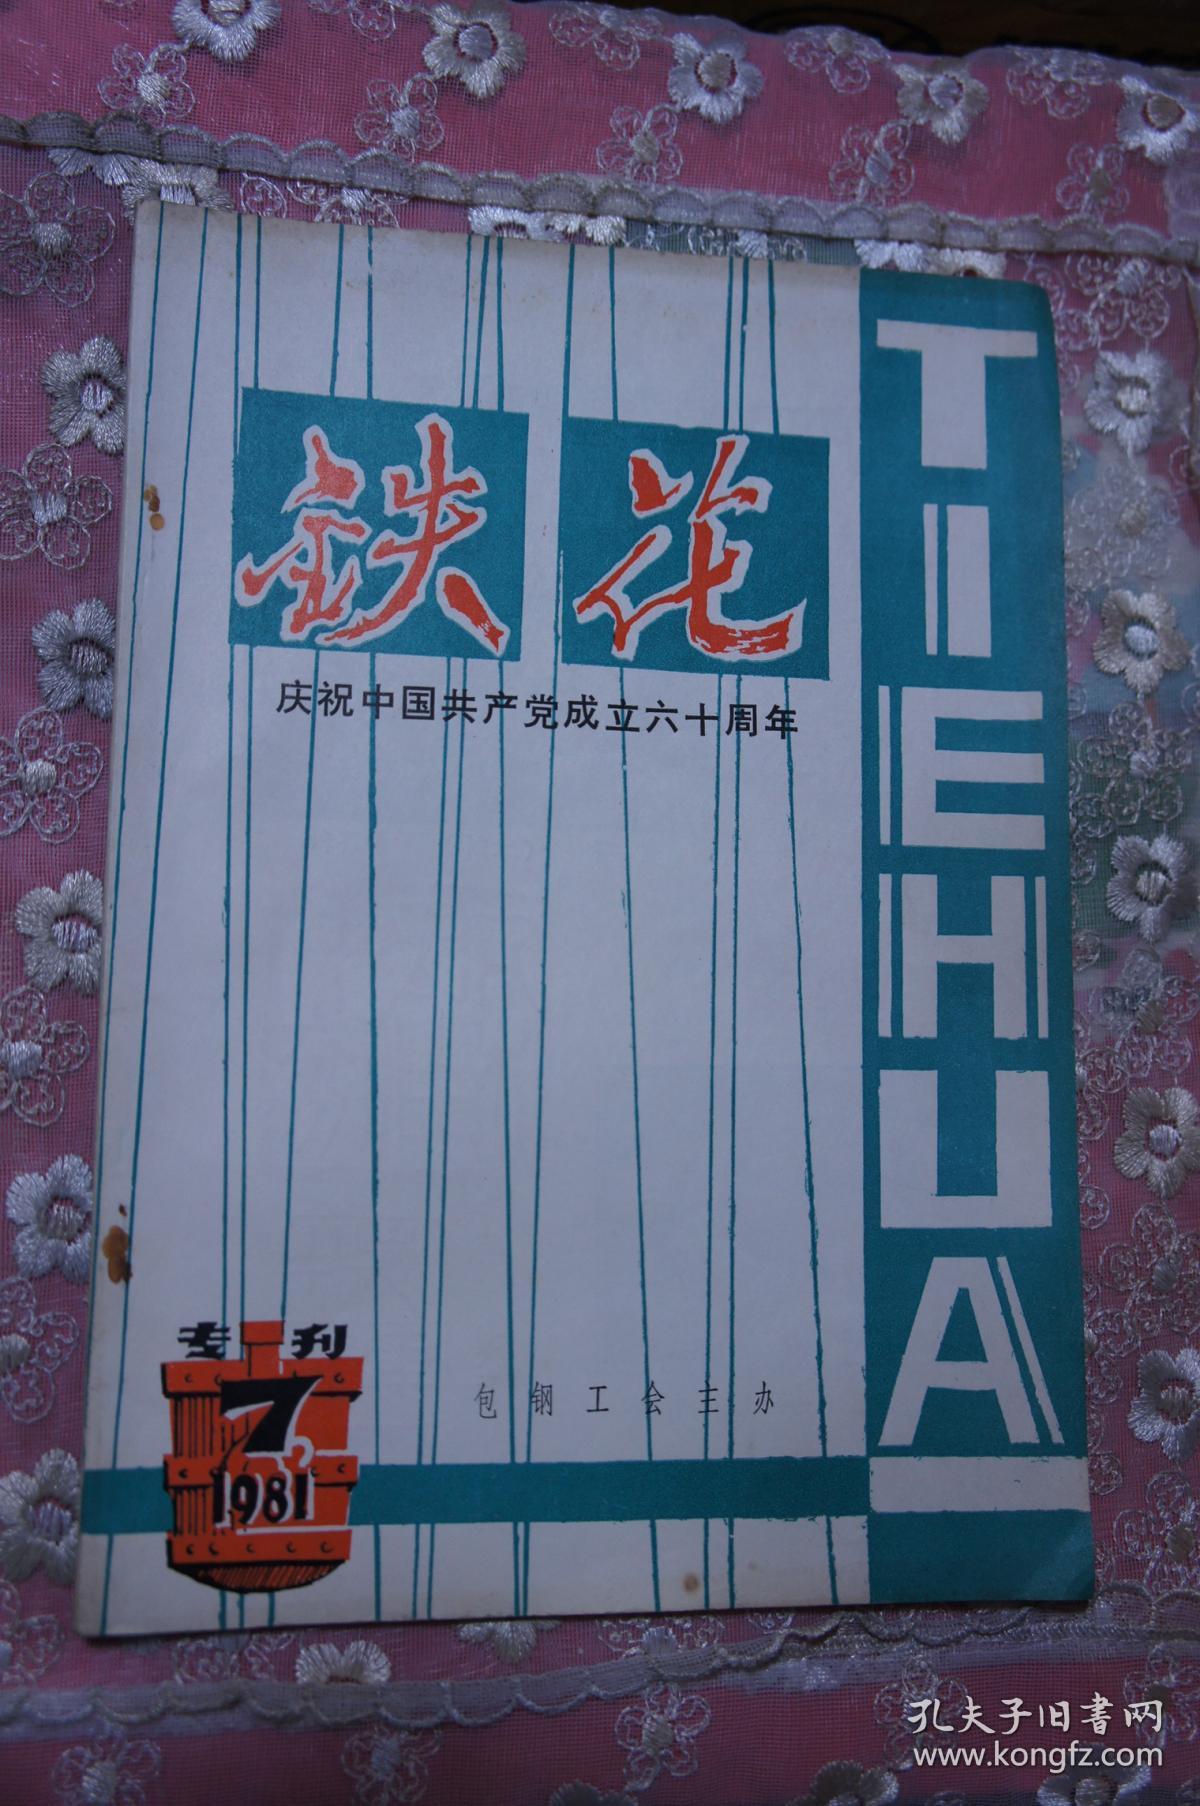 铁花
TIEHUA
庆祝中国共产党成立六十周年
专刊
7,
1981
包钢工会主办
孔夫子旧書网
www.kongfz.com